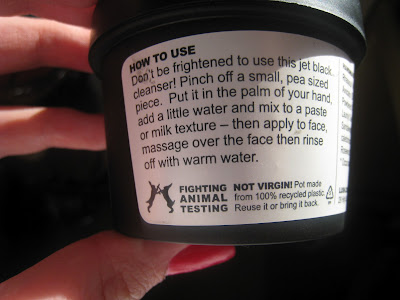 HOW TO USE
Don't be frightened to use this jet black
cleanser! Pinch off a small, pea sized
piece. Put it in the palm of your hand,
add a little water and mix to a paste
or milk texture – then apply to face,
massage over the face then rinse
off with warm water.
FIGHTING
ANIMAL
TESTING
NOT VIRGIN! Pot made
from 100% recycled plastic.
Reuse it or bring it back.